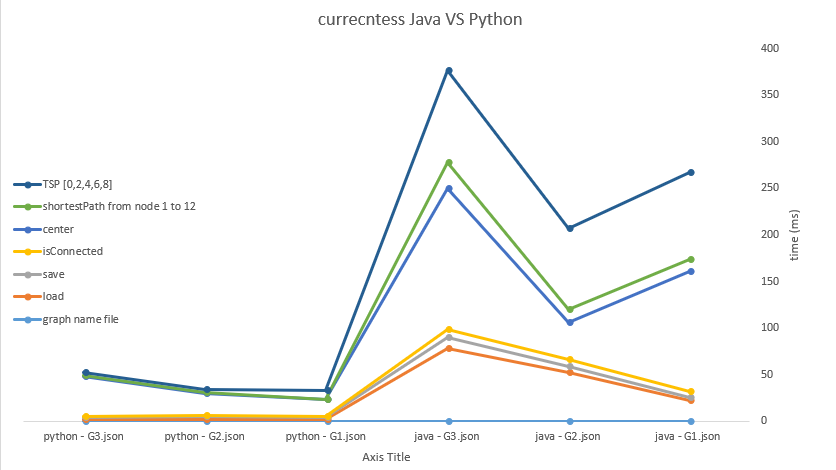 currecntess Java VS Python
400
350
300
250
200
150
100
50
0
time (ms)
TSP [0,2,4,6,8]
shortestPath from node 1 to 12
center
isConnected
save
load
graph name file
python - G3.json python - G2.json python - G1.json java - G3.json java - G2.json java - G1.json
Axis Title